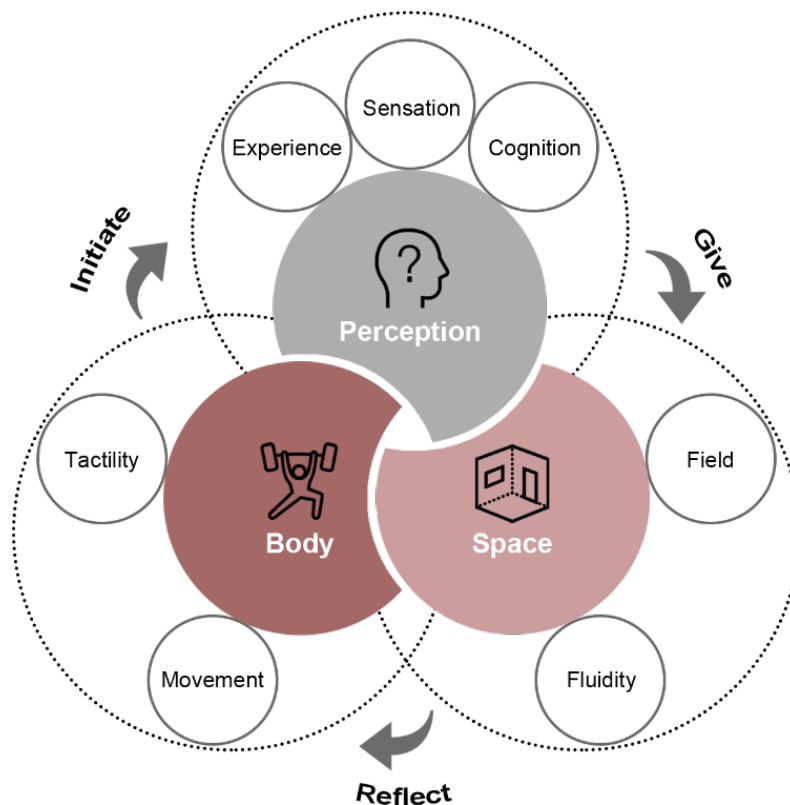 Sensation
Experience
Cognition
Initiate
Give
?
Perception
Tactility
Field
Body
Space
Movement
Fluidity
Reflect